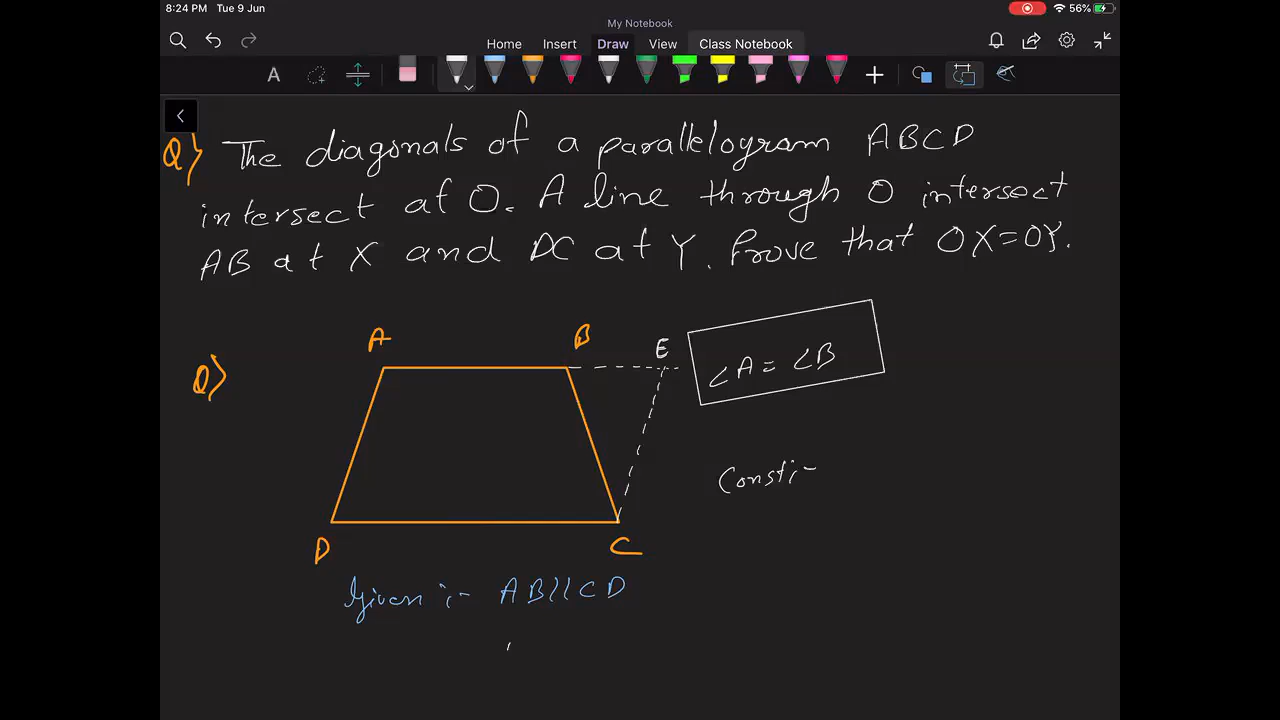 8:24 PM Tue 9 Jun
56%
My Notebook
Home Insert Draw View Class Notebook
Q) The diagonals of a parallelogram ABCD
intersect at O. A line through O intersect
AB at X and DC at Y. Prove that OX=OY.
Q)
A B E
∠A = ∠B
Const:-
D C
Given :- AB||CD